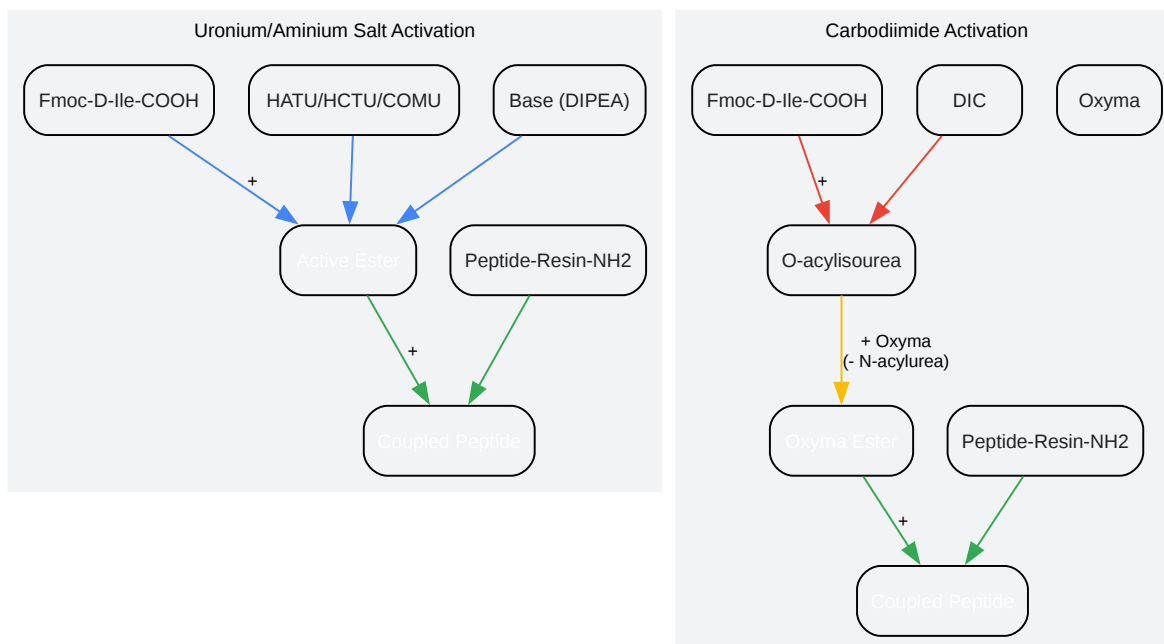 Uronium/Aminium Salt Activation
Fmoc-D-Ile-COOH
HATU/HCTU/COMU
Base (DIPEA)
+
Active Ester
Peptide-Resin-NH2
+
Coupled Peptide
Carbodiimide Activation
Fmoc-D-Ile-COOH
DIC
Oxyma
+
O-acylisourea
+ Oxyma
(- N-acylurea)
Oxyma Ester
Peptide-Resin-NH2
+
Coupled Peptide